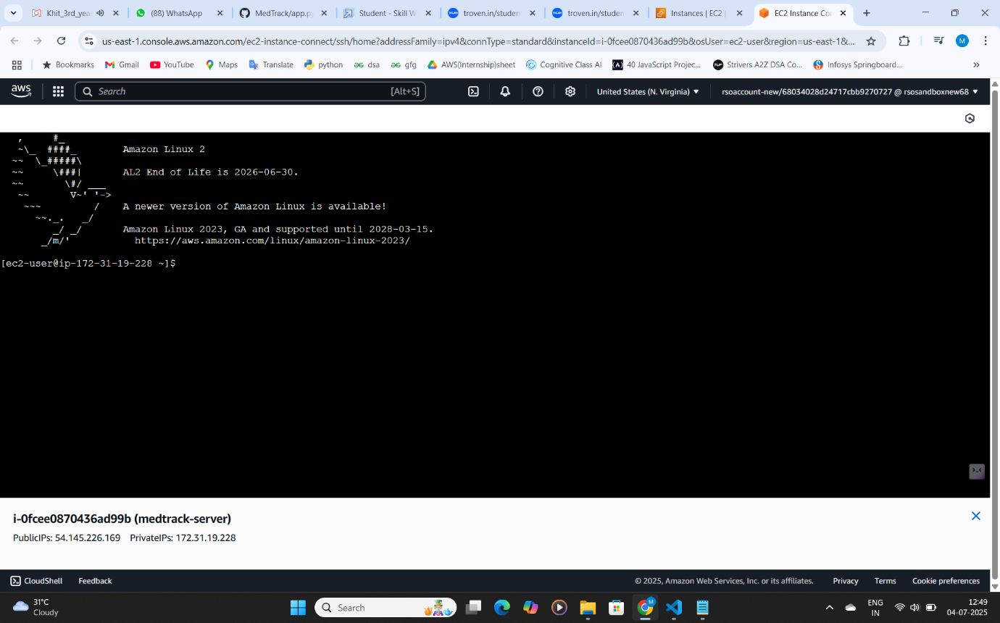 Khit_3rd_yea
(88) WhatsApp
MedTrack/app.p
Student - Skill W
troven.in/studen
troven.in/studen
Instances | EC2 |
EC2 Instance Co
us-east-1.console.aws.amazon.com/ec2-instance-connect/ssh/home?addressFamily=ipv4&connType=standard&instanceId=i-0fcee0870436ad99b&osUser=ec2-user&region=us-east-1&...
M
Bookmarks
Gmail
YouTube
Maps
Translate
python
dsa
gfg
AWS(Internship)sheet
Cognitive Class AI
40 JavaScript Projec...
Strivers A2Z DSA Co...
Infosys Springboard...
aws
Search
[Alt+S]
United States (N. Virginia)
rsoaccount-new/68034028d24717cbb9270727 @ rsosandboxnew68
   ,     #_
   ~\_  ####_        Amazon Linux 2
  ~~  \_#####\
  ~~     \###|       AL2 End of Life is 2026-06-30.
  ~~       \#/ ___
   ~~       V~' '->
    ~~~         /    A newer version of Amazon Linux is available!
      ~~._.   _/
         _/ _/       Amazon Linux 2023, GA and supported until 2028-03-15.
       _/m/'           https://aws.amazon.com/linux/amazon-linux-2023/
[ec2-user@ip-172-31-19-228 ~]$
i-0fcee0870436ad99b (medtrack-server)
PublicIPs: 54.145.226.169 PrivateIPs: 172.31.19.228
CloudShell
Feedback
© 2025, Amazon Web Services, Inc. or its affiliates.
Privacy
Terms
Cookie preferences
31°C
Cloudy
Search
M
ENG
IN
12:49
04-07-2025